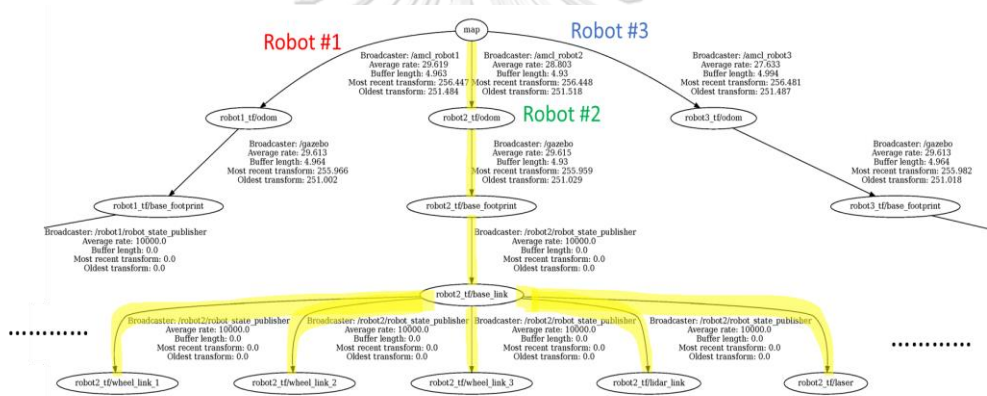 map
Robot #1
Robot #3
Broadcaster: /amcl_robot1
Average rate: 29.619
Buffer length: 4.963
Most recent transform: 256.447
Oldest transform: 251.484
Broadcaster: /amcl_robot2
Average rate: 28.803
Buffer length: 4.93
Most recent transform: 256.448
Oldest transform: 251.518
Broadcaster: /amcl_robot3
Average rate: 27.633
Buffer length: 4.994
Most recent transform: 256.481
Oldest transform: 251.487
robot1_tf/odom
robot2_tf/odom
Robot #2
robot3_tf/odom
Broadcaster: /gazebo
Average rate: 29.613
Buffer length: 4.964
Most recent transform: 255.966
Oldest transform: 251.002
Broadcaster: /gazebo
Average rate: 29.615
Buffer length: 4.93
Most recent transform: 255.959
Oldest transform: 251.029
Broadcaster: /gazebo
Average rate: 29.613
Buffer length: 4.964
Most recent transform: 255.982
Oldest transform: 251.018
robot1_tf/base_footprint
robot2_tf/base_footprint
robot3_tf/base_footprint
Broadcaster: /robot1/robot_state_publisher
Average rate: 10000.0
Buffer length: 0.0
Most recent transform: 0.0
Oldest transform: 0.0
Broadcaster: /robot2/robot_state_publisher
Average rate: 10000.0
Buffer length: 0.0
Most recent transform: 0.0
Oldest transform: 0.0
robot2_tf/base_link
Broadcaster: /robot2/robot_state_publisher
Average rate: 10000.0
Buffer length: 0.0
Most recent transform: 0.0
Oldest transform: 0.0
Broadcaster: /robot2/robot_state_publisher
Average rate: 10000.0
Buffer length: 0.0
Most recent transform: 0.0
Oldest transform: 0.0
Broadcaster: /robot2/robot_state_publisher
Average rate: 10000.0
Buffer length: 0.0
Most recent transform: 0.0
Oldest transform: 0.0
Broadcaster: /robot2/robot_state_publisher
Average rate: 10000.0
Buffer length: 0.0
Most recent transform: 0.0
Oldest transform: 0.0
............
............
robot2_tf/wheel_link_1
robot2_tf/wheel_link_2
robot2_tf/wheel_link_3
robot2_tf/lidar_link
robot2_tf/laser